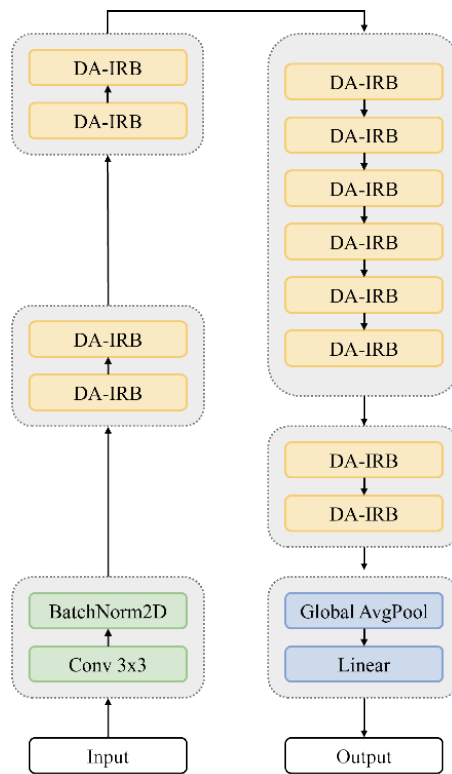 DA-IRB
DA-IRB
DA-IRB
DA-IRB
BatchNorm2D
Conv 3x3
Input
DA-IRB
DA-IRB
DA-IRB
DA-IRB
DA-IRB
DA-IRB
DA-IRB
DA-IRB
Global AvgPool
Linear
Output